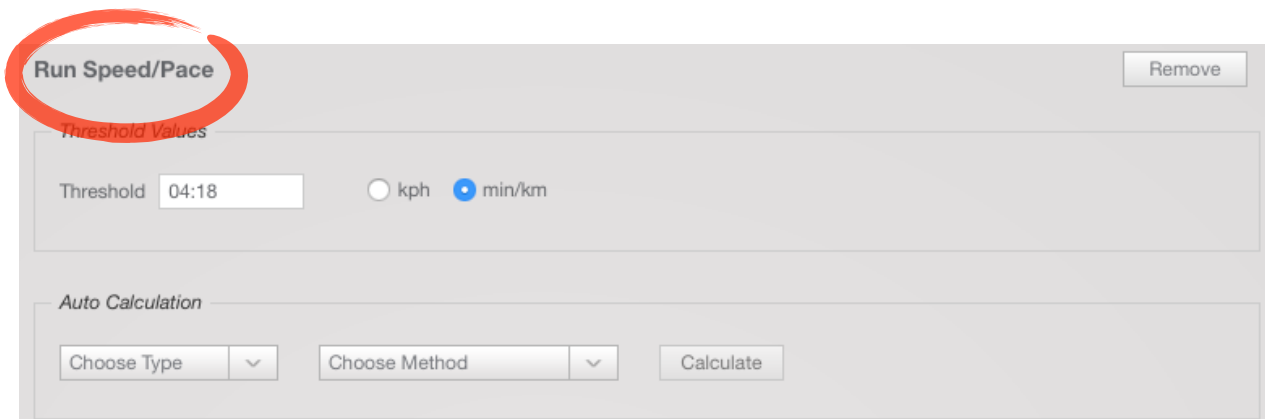 Run Speed/Pace Remove
Threshold Values
Threshold 04:18 kph min/km
Auto Calculation
Choose Type Choose Method Calculate